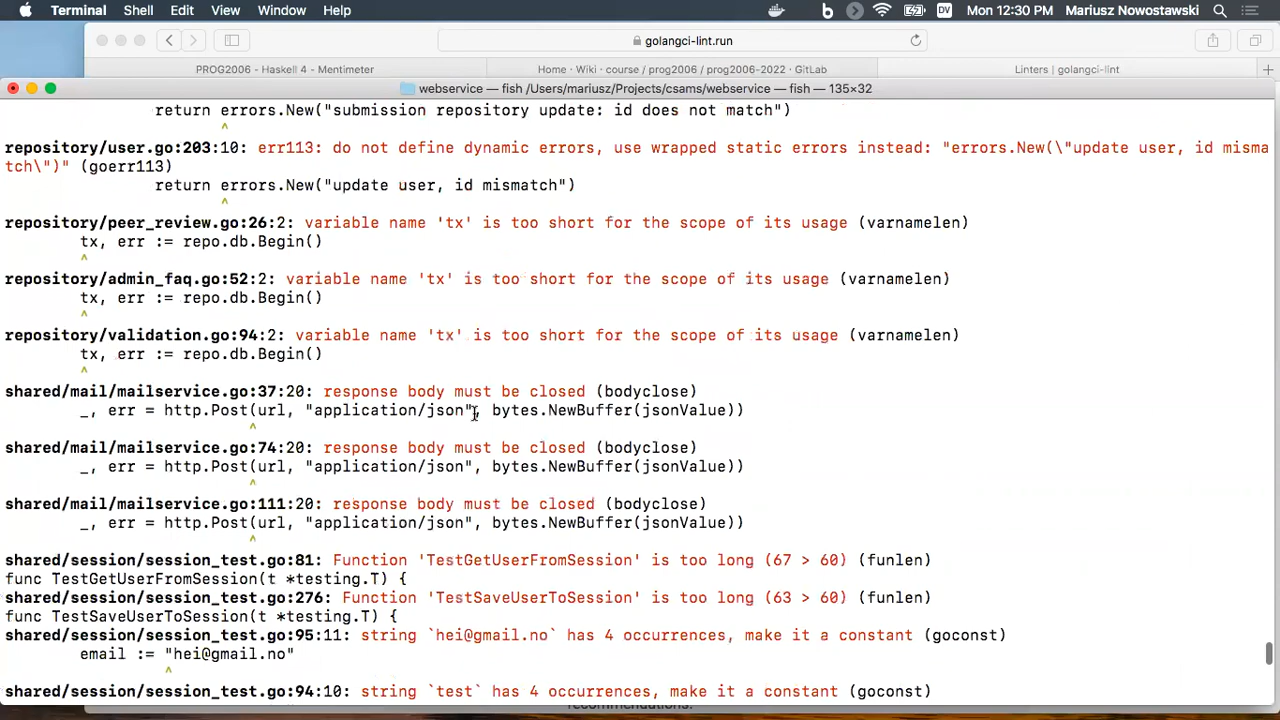 Terminal Shell Edit View Window Help Mon 12:30 PM Mariusz Nowostawski
golangci-lint.run
PROG2006 - Haskell 4 - Mentimeter Home · Wiki · course / prog2006 / prog2006-2022 · GitLab Linters | golangci-lint
webservice — fish /Users/mariusz/Projects/csams/webservice — fish — 135×32
return errors.New("submission repository update: id does not match")
^
repository/user.go:203:10: err113: do not define dynamic errors, use wrapped static errors instead: "errors.New(\"update user, id misma
tch\")" (goerr113)
return errors.New("update user, id mismatch")
^
repository/peer_review.go:26:2: variable name 'tx' is too short for the scope of its usage (varnamelen)
tx, err := repo.db.Begin()
^
repository/admin_faq.go:52:2: variable name 'tx' is too short for the scope of its usage (varnamelen)
tx, err := repo.db.Begin()
^
repository/validation.go:94:2: variable name 'tx' is too short for the scope of its usage (varnamelen)
tx, err := repo.db.Begin()
^
shared/mail/mailservice.go:37:20: response body must be closed (bodyclose)
_, err = http.Post(url, "application/json", bytes.NewBuffer(jsonValue))
^
shared/mail/mailservice.go:74:20: response body must be closed (bodyclose)
_, err = http.Post(url, "application/json", bytes.NewBuffer(jsonValue))
^
shared/mail/mailservice.go:111:20: response body must be closed (bodyclose)
_, err = http.Post(url, "application/json", bytes.NewBuffer(jsonValue))
^
shared/session/session_test.go:81: Function 'TestGetUserFromSession' is too long (67 > 60) (funlen)
func TestGetUserFromSession(t *testing.T) {
shared/session/session_test.go:276: Function 'TestSaveUserToSession' is too long (63 > 60) (funlen)
func TestSaveUserToSession(t *testing.T) {
shared/session/session_test.go:95:11: string `hei@gmail.no` has 4 occurrences, make it a constant (goconst)
email := "hei@gmail.no"
^
shared/session/session_test.go:94:10: string `test` has 4 occurrences, make it a constant (goconst)
recommendations.